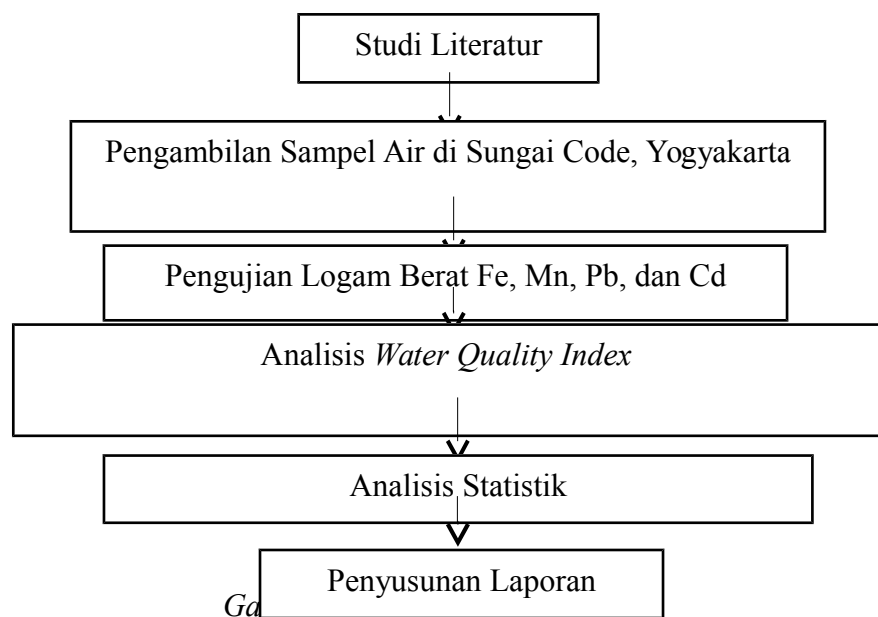 Studi Literatur
Pengambilan Sampel Air di Sungai Code, Yogyakarta
Pengujian Logam Berat Fe, Mn, Pb, dan Cd
Analisis Water Quality Index
Analisis Statistik
Penyusunan Laporan